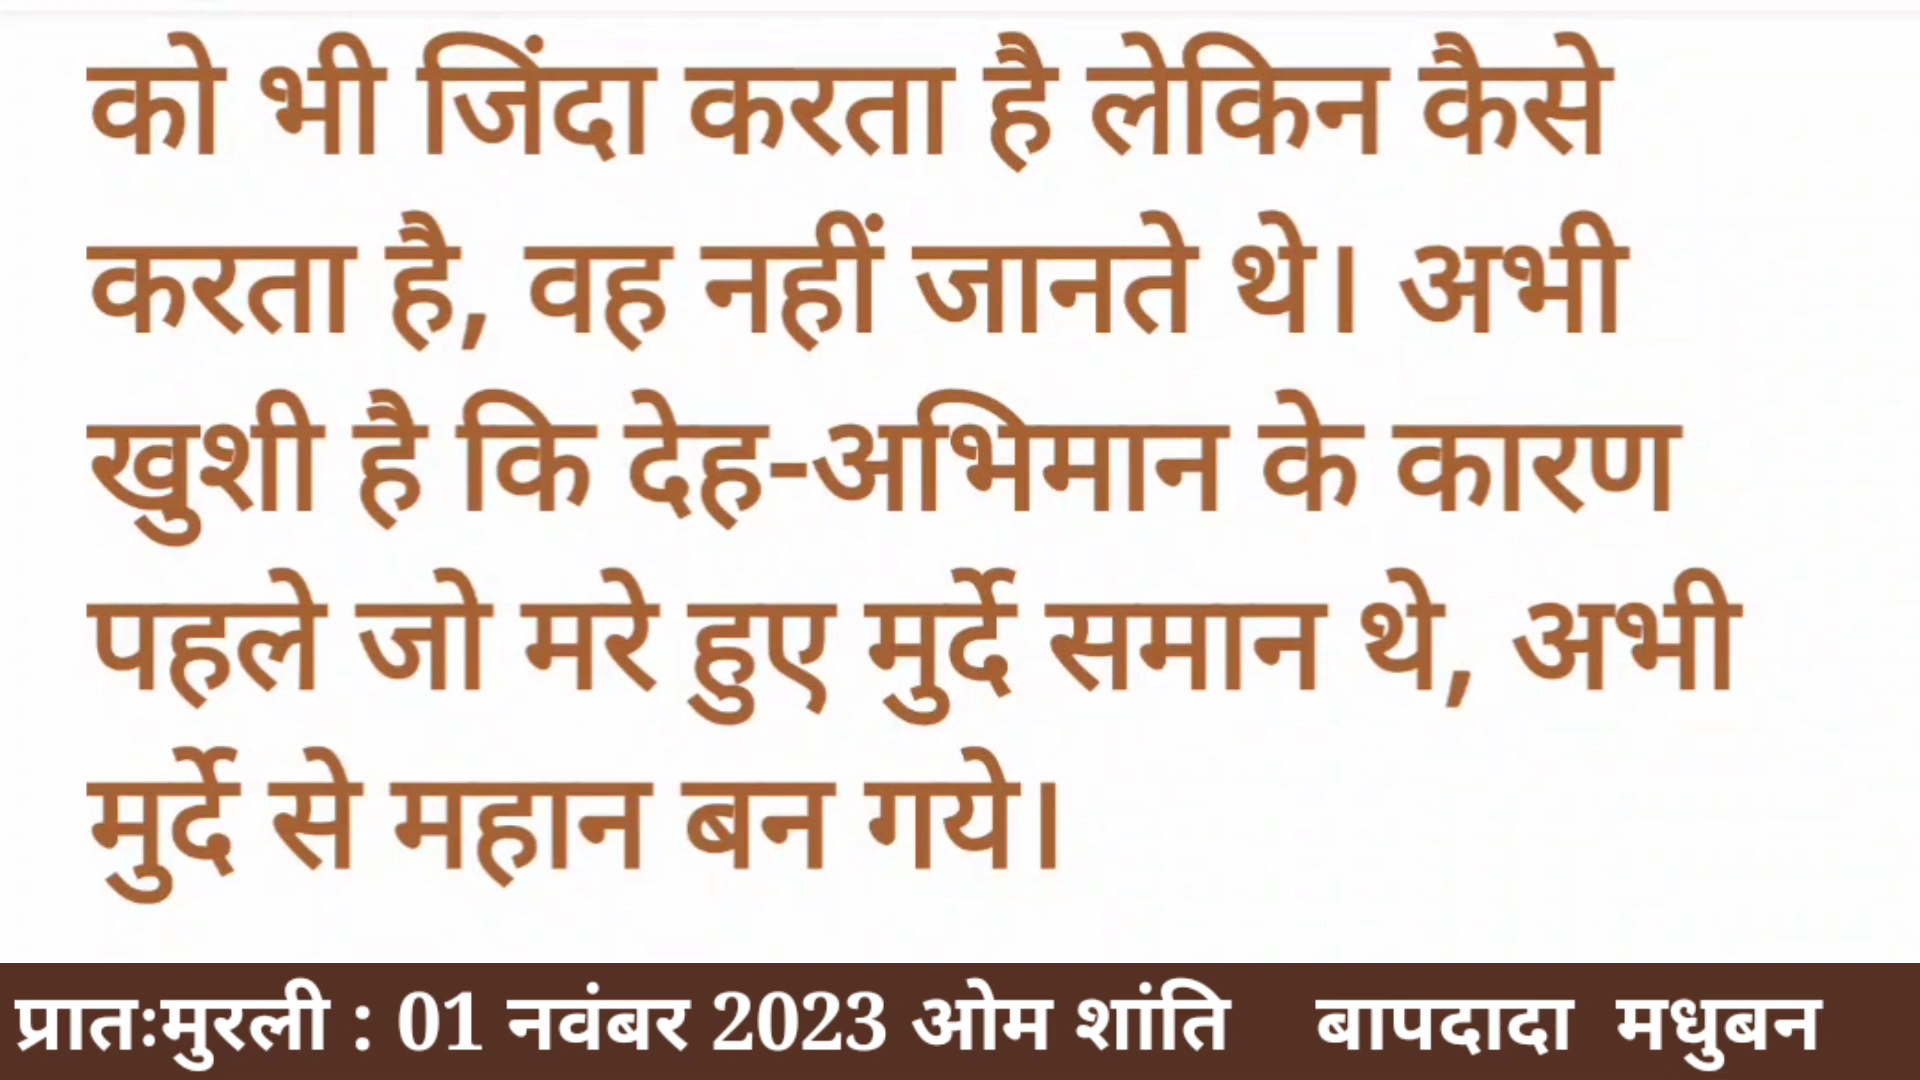 को भी जिंदा करता है लेकिन कैसे
करता है, वह नहीं जानते थे। अभी
खुशी है कि देह-अभिमान के कारण
पहले जो मरे हुए मुर्दे समान थे, अभी
मुर्दे से महान बन गये।
प्रातःमुरली : 01 नवंबर 2023 ओम शांति बापदादा मधुबन